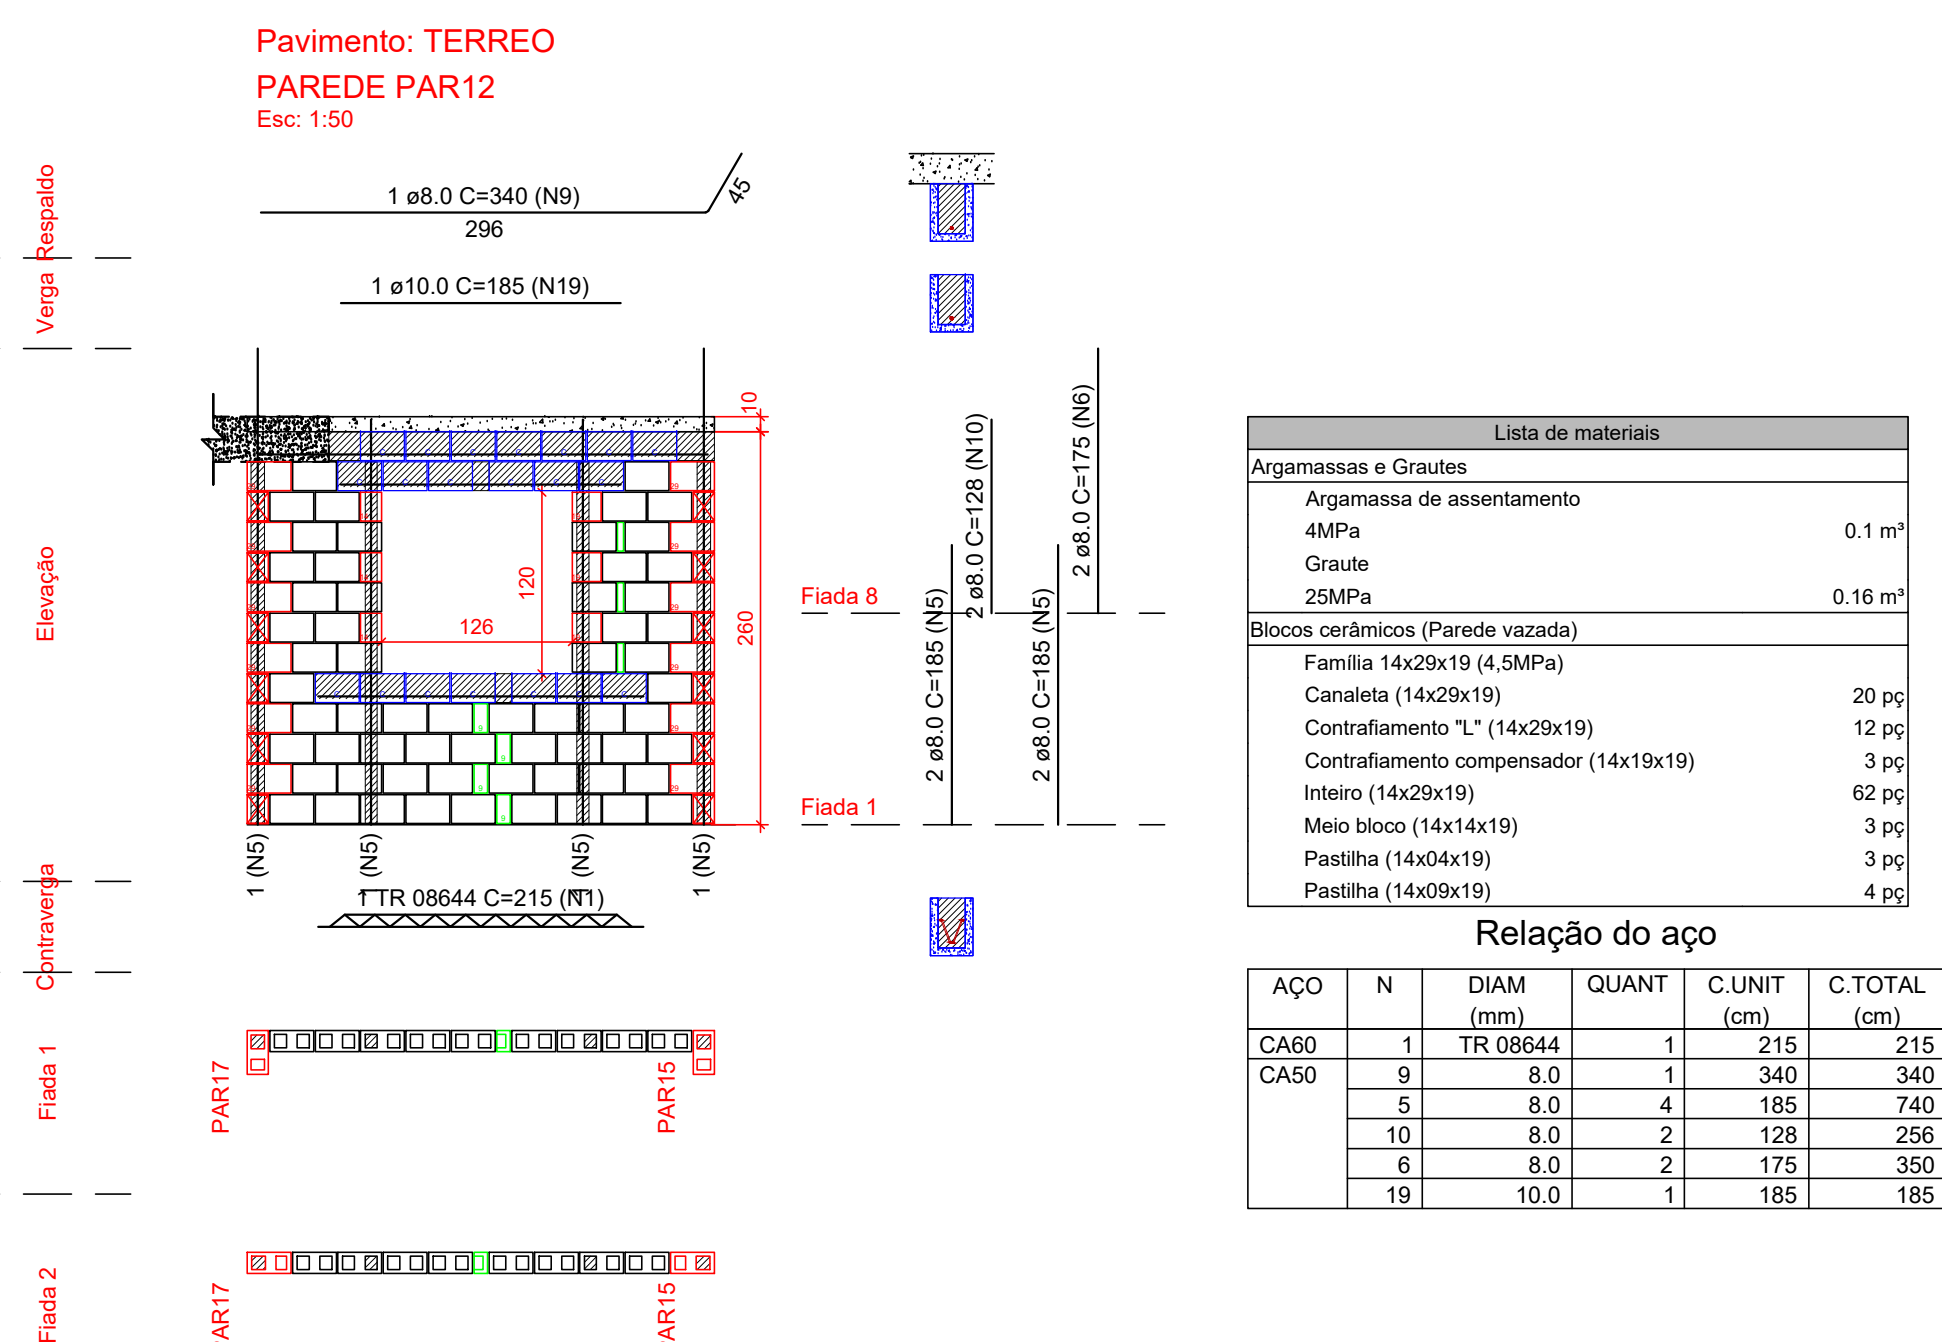 Pavimento: TERREO
PAREDE PAR12
Esc: 1:50
Respaldo
1 ø8.0 C=340 (N9)
296
45
Verga
1 ø10.0 C=185 (N19)
Elevação
10
120
126
260
1 (N5)
1 (N5)
1 (N5)
1 (N5)
Fiada 8
Fiada 1
2 ø8.0 C=185 (N5)
2 ø8.0 C=128 (N10)
2 ø8.0 C=185 (N5)
2 ø8.0 C=175 (N6)
Contraverga
1 TR 08644 C=215 (N1)
Fiada 1
PAR17
PAR15
Fiada 2
PAR15
Lista de materiais
Argamassas e Grautes
Argamassa de assentamento
4MPa 0.1 m³
Graute
25MPa 0.16 m³
Blocos cerâmicos (Parede vazada)
Família 14x29x19 (4,5MPa)
Canaleta (14x29x19) 20 pç
Contrafiamento "L" (14x29x19) 12 pç
Contrafiamento compensador (14x19x19) 3 pç
Inteiro (14x29x19) 62 pç
Meio bloco (14x14x19) 3 pç
Pastilha (14x04x19) 3 pç
Pastilha (14x09x19) 4 pç
Relação do aço
AÇO N DIAM QUANT C.UNIT C.TOTAL
(mm) (cm) (cm)
CA60 1 TR 08644 1 215 215
CA50 9 8.0 1 340 340
5 8.0 4 185 740
10 8.0 2 128 256
6 8.0 2 175 350
19 10.0 1 185 185